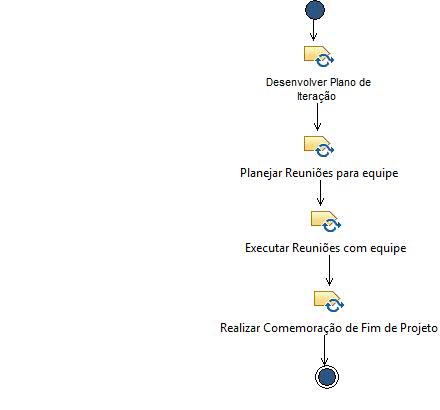 Desenvolver Plano de
Iteração
Planejar Reuniões para equipe
Executar Reuniões com equipe
Realizar Comemoração de Fim de Projeto